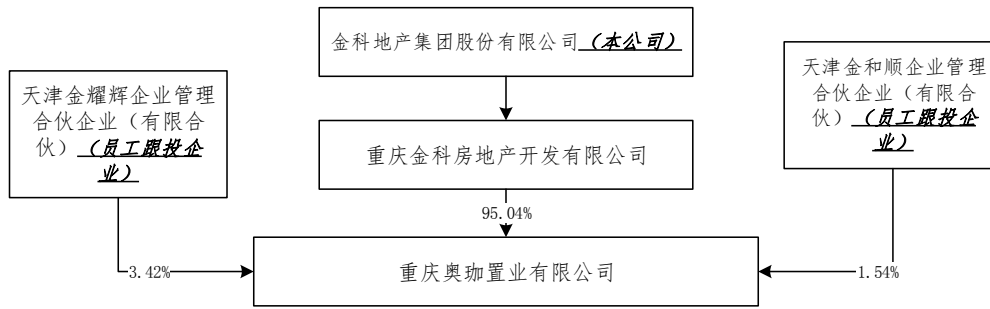 金科地产集团股份有限公司（本公司）
天津金耀辉企业管理
合伙企业（有限合
伙）（员工跟投企
业）
天津金和顺企业管理
合伙企业（有限合
伙）（员工跟投企
业）
重庆金科房地产开发有限公司
95.04%
重庆奥珈置业有限公司
3.42%
1.54%